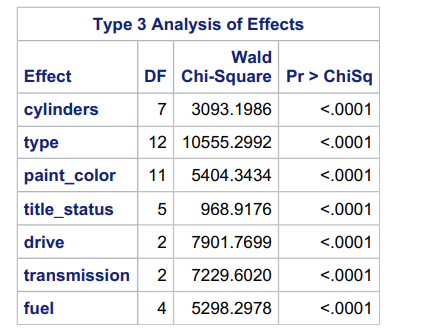 Type 3 Analysis of Effects
Effect DF Wald Chi-Square Pr > ChiSq
cylinders 7 3093.1986 <.0001
type 12 10555.2992 <.0001
paint_color 11 5404.3434 <.0001
title_status 5 968.9176 <.0001
drive 2 7901.7699 <.0001
transmission 2 7229.6020 <.0001
fuel 4 5298.2978 <.0001